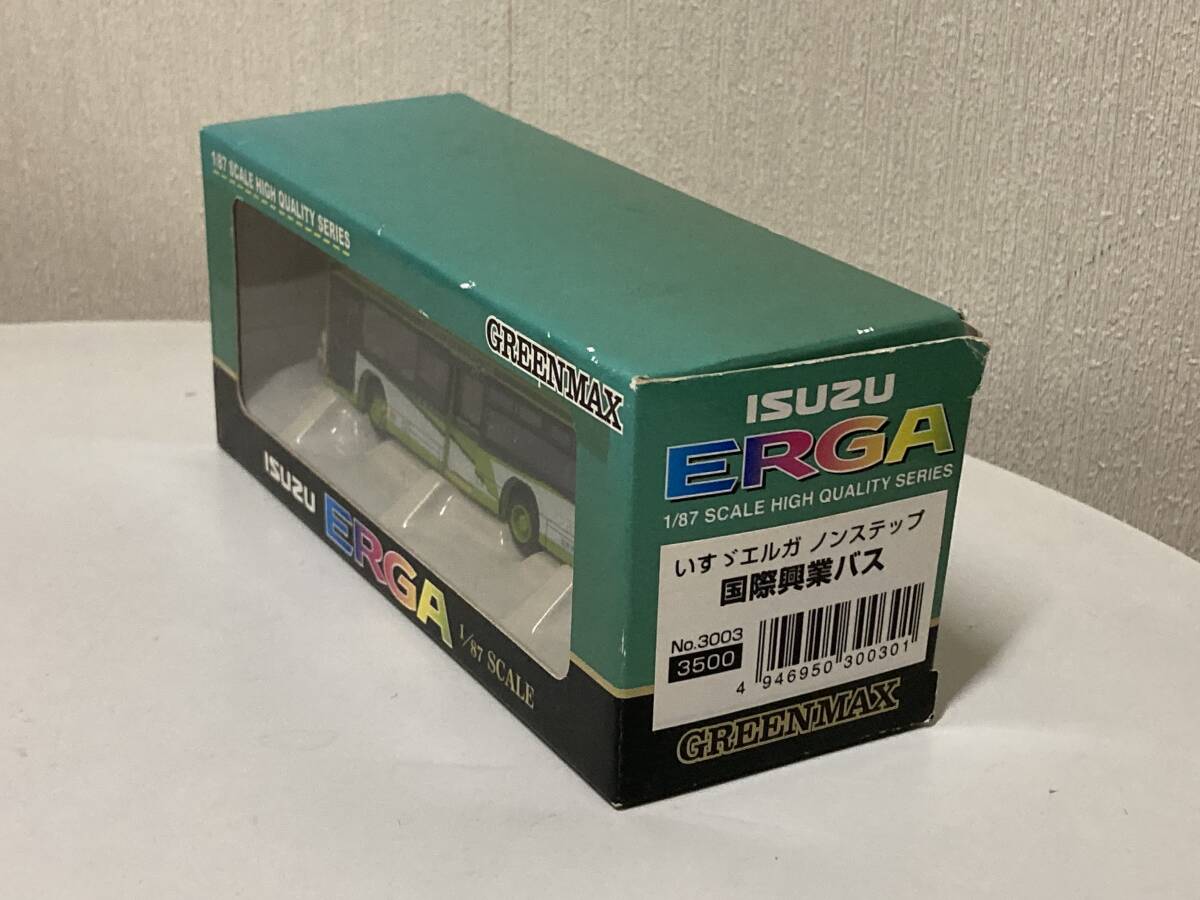 1/87 SCALE HIGH QUALITY SERIES
GREENMAX
ISUZU
ERGA
1/87 SCALE
ISUZU
ERGA
1/87 SCALE HIGH QUALITY SERIES
いすゞエルガ ノンステップ
国際興業バス
No.3003
3500
4 946950 300301
GREENMAX